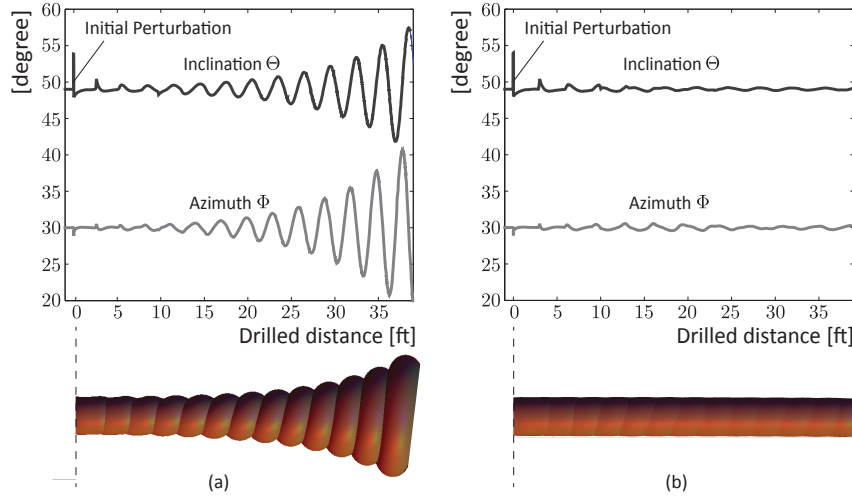 [degree]
60
55
50
45
40
35
30
25
20
Initial Perturbation
Inclination Θ
Azimuth Φ
0 5 10 15 20 25 30 35
Drilled distance [ft]
(a)
[degree]
60
55
50
45
40
35
30
25
20
Initial Perturbation
Inclination Θ
Azimuth Φ
0 5 10 15 20 25 30 35
Drilled distance [ft]
(b)